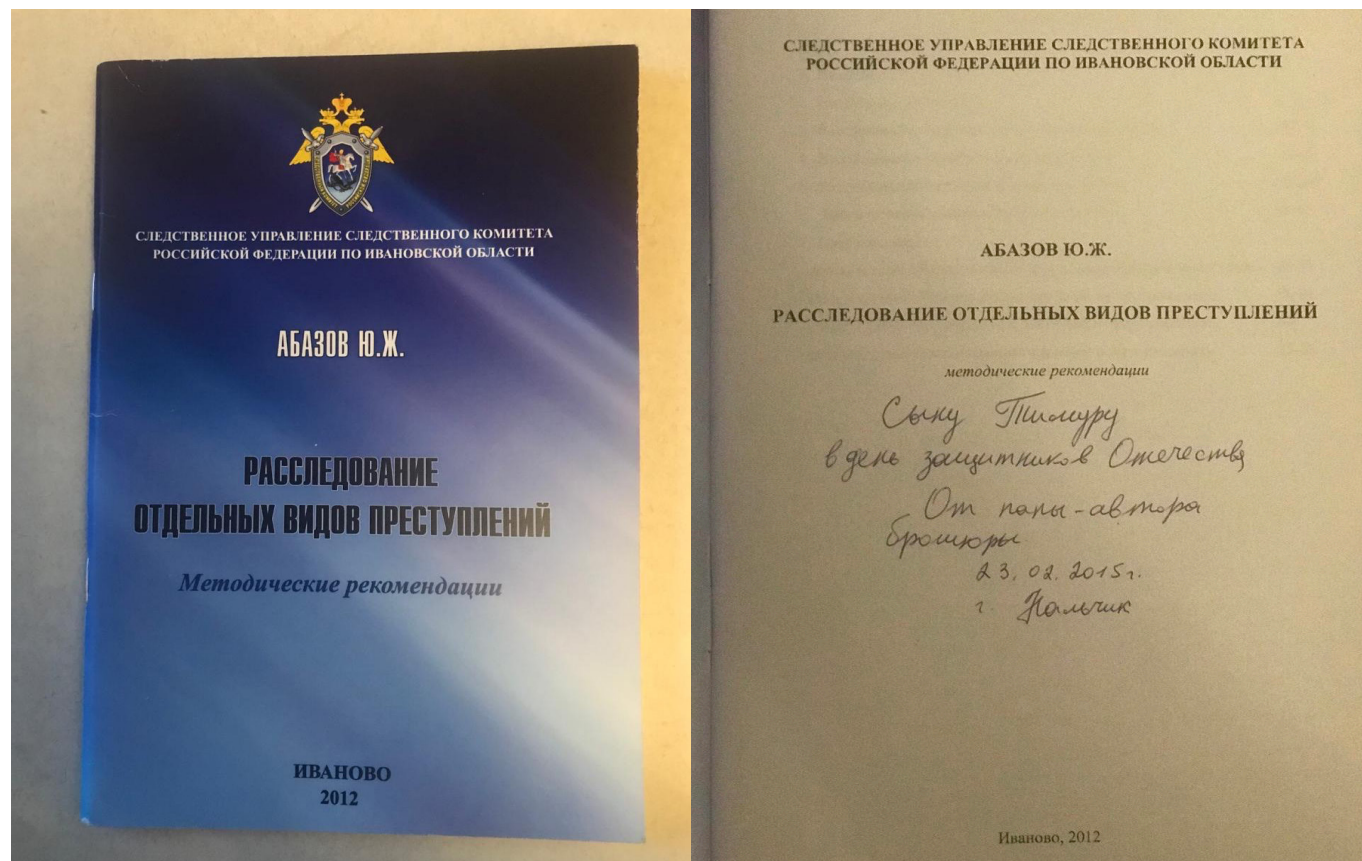 СЛЕДСТВЕННОЕ УПРАВЛЕНИЕ СЛЕДСТВЕННОГО КОМИТЕТА
РОССИЙСКОЙ ФЕДЕРАЦИИ ПО ИВАНОВСКОЙ ОБЛАСТИ
АБАЗОВ Ю.Ж.
РАССЛЕДОВАНИЕ
ОТДЕЛЬНЫХ ВИДОВ ПРЕСТУПЛЕНИЙ
Методические рекомендации
ИВАНОВО
2012
СЛЕДСТВЕННОЕ УПРАВЛЕНИЕ СЛЕДСТВЕННОГО КОМИТЕТА
РОССИЙСКОЙ ФЕДЕРАЦИИ ПО ИВАНОВСКОЙ ОБЛАСТИ
АБАЗОВ Ю.Ж.
РАССЛЕДОВАНИЕ ОТДЕЛЬНЫХ ВИДОВ ПРЕСТУПЛЕНИЙ
методические рекомендации
Сыну Тимуру
в день защитников Отечества
От папы-автора
брошюры
23.02.2015г.
г. Нальчик
Иваново, 2012